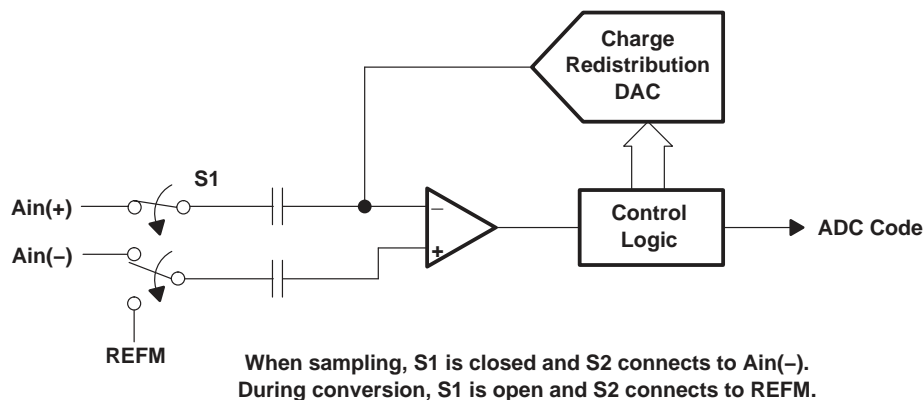 Charge
Redistribution
DAC
S1
Ain(+)
−
Control
Logic
ADC Code
Ain(−)
+
REFM
When sampling, S1 is closed and S2 connects to Ain(−).
During conversion, S1 is open and S2 connects to REFM.